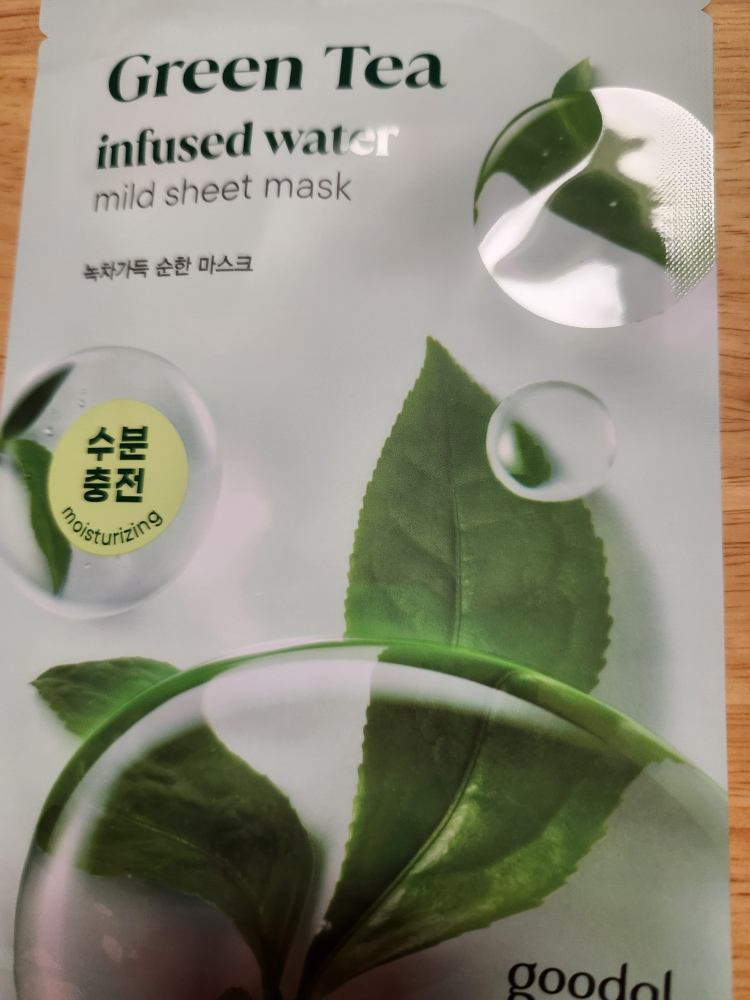 Green Tea
infused water
mild sheet mask
녹차가득 순한 마스크
수분
충전
moisturizing
goodal